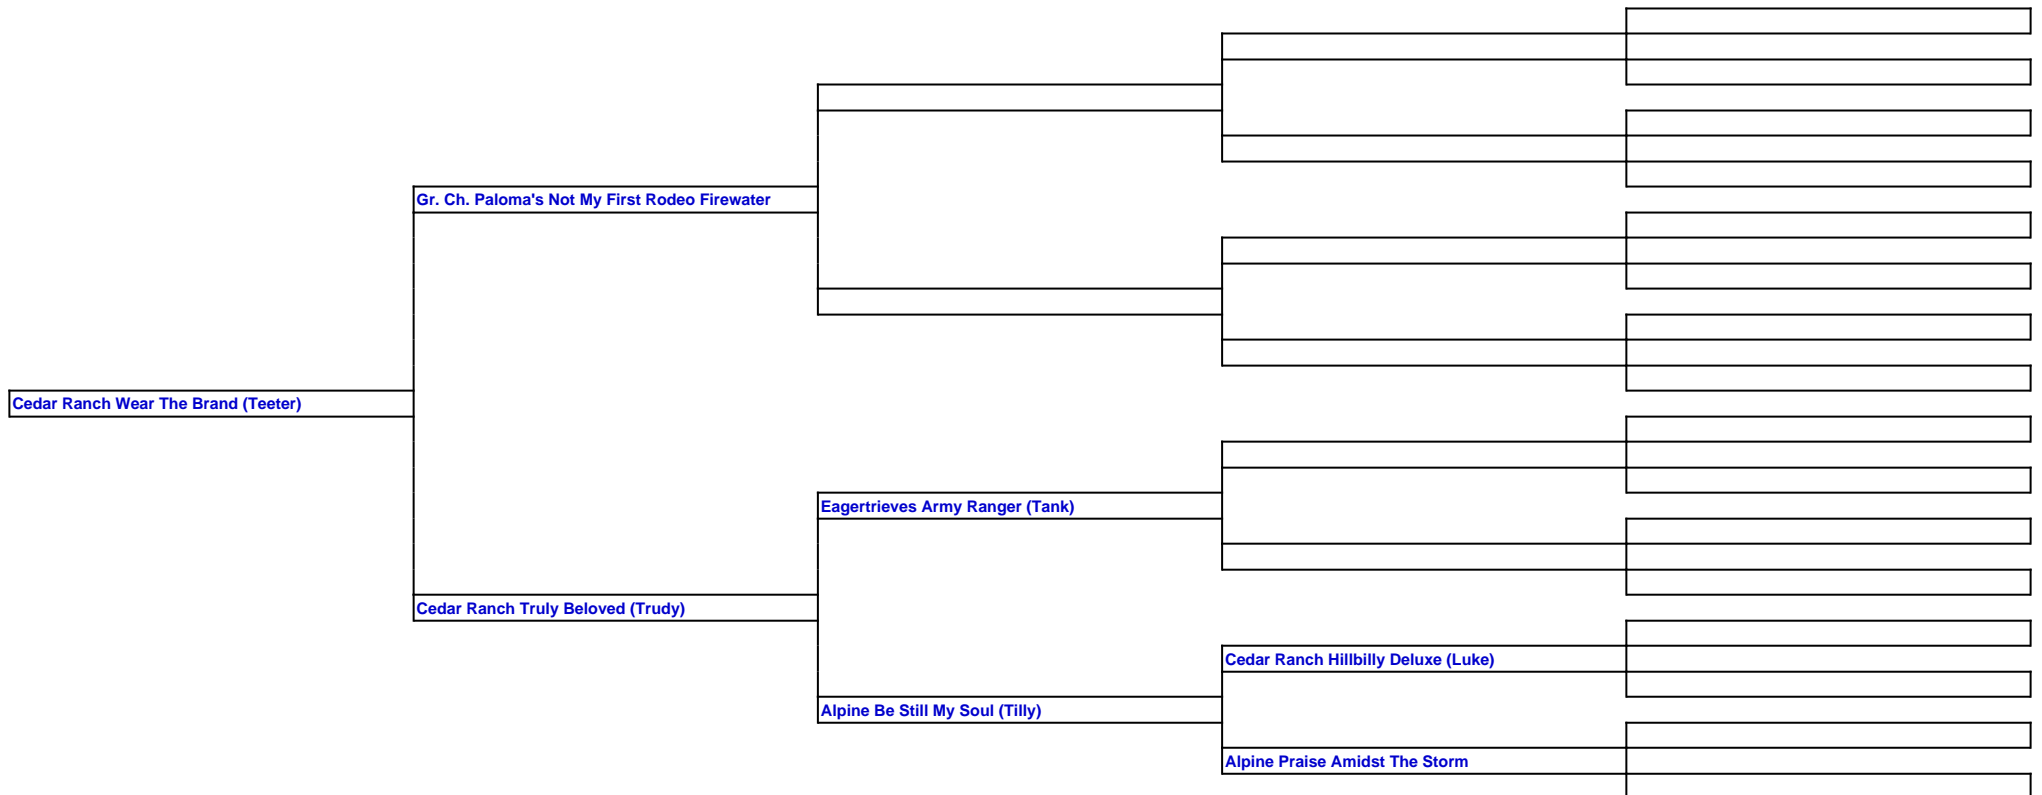 Gr. Ch. Paloma's Not My First Rodeo Firewater
Cedar Ranch Wear The Brand (Teeter)
Eagertrieves Army Ranger (Tank)
Cedar Ranch Truly Beloved (Trudy)
Cedar Ranch Hillbilly Deluxe (Luke)
Alpine Be Still My Soul (Tilly)
Alpine Praise Amidst The Storm